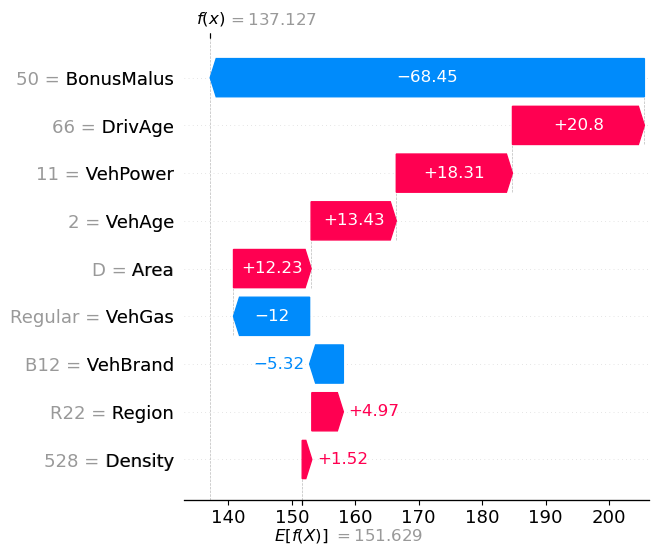 f(x) = 137.127
50 = BonusMalus −68.45
66 = DrivAge +20.8
11 = VehPower +18.31
2 = VehAge +13.43
D = Area +12.23
Regular = VehGas −12
B12 = VehBrand −5.32
R22 = Region +4.97
528 = Density +1.52
140 150 160 170 180 190 200
E[f(X)] = 151.629